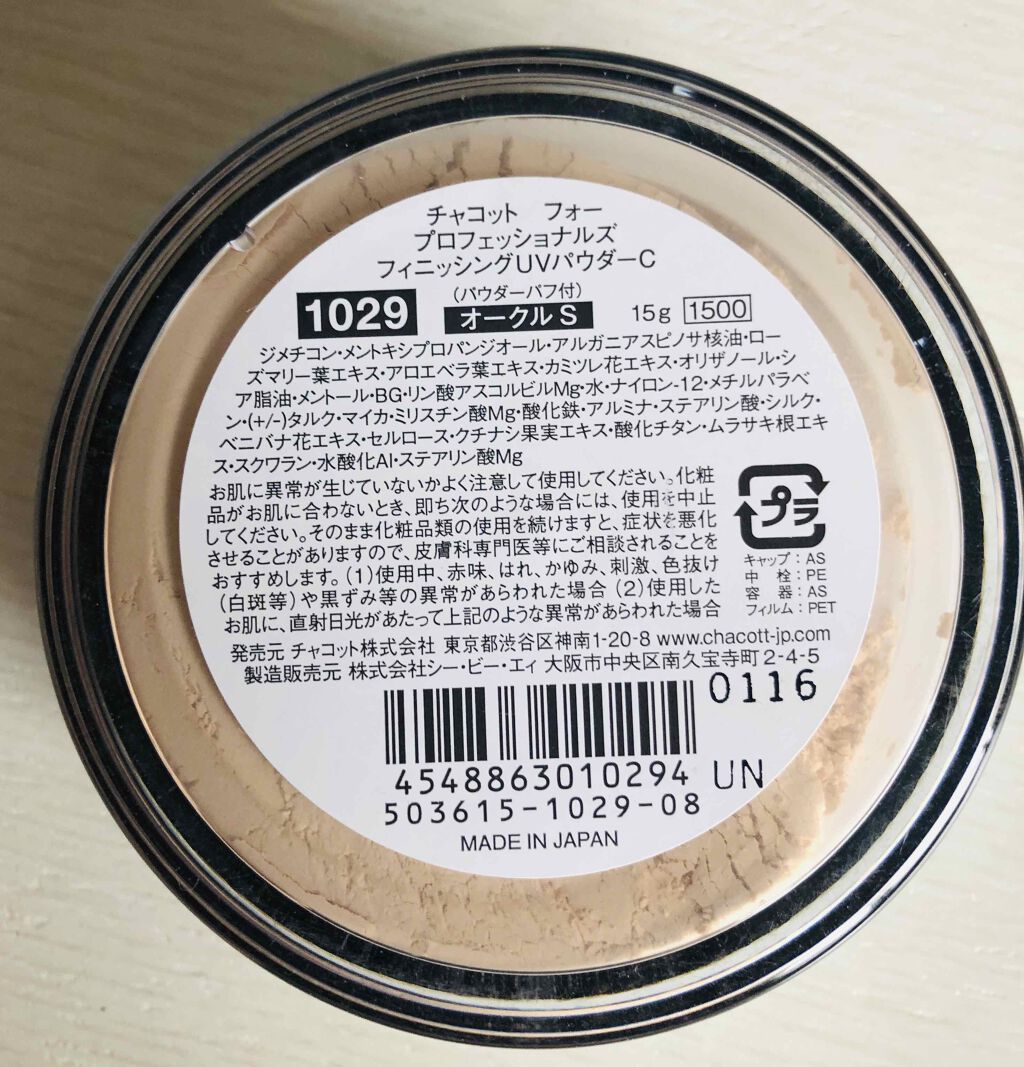 チャコット フォー
プロフェッショナルズ
フィニッシングUVパウダーC
(パウダーパフ付)
1029 オークルS 15g 1500
ジメチコン・メントキシプロパンジオール・アルガニアスピノサ核油・ロー
ズマリー葉エキス・アロエベラ葉エキス・カミツレ花エキス・オリザノール・シ
ア脂油・メントール・BG・リン酸アスコルビルMg・水・ナイロン-12・メチルパラベ
ン・(+/-)タルク・マイカ・ミリスチン酸Mg・酸化鉄・アルミナ・ステアリン酸・シルク・
ベニバナ花エキス・セルロース・クチナシ果実エキス・酸化チタン・ムラサキ根エキ
ス・スクワラン・水酸化Al・ステアリン酸Mg
お肌に異常が生じていないかよく注意して使用してください。化粧
品がお肌に合わないとき、即ち次のような場合には、使用を中止
してください。そのまま化粧品類の使用を続けますと、症状を悪化
させることがありますので、皮膚科専門医等にご相談されることを
おすすめします。(1)使用中、赤味、はれ、かゆみ、刺激、色抜け
(白斑等)や黒ずみ等の異常があらわれた場合 (2)使用した
お肌に、直射日光があたって上記のような異常があらわれた場合
プラ
キャップ:AS
中 栓:PE
容 器:AS
フィルム:PET
発売元 チャコット株式会社 東京都渋谷区神南1-20-8 www.chacott-jp.com
製造販売元 株式会社シー・ビー・エィ 大阪市中央区南久宝寺町2-4-5
0116
4548863010294 UN
503615-1029-08
MADE IN JAPAN